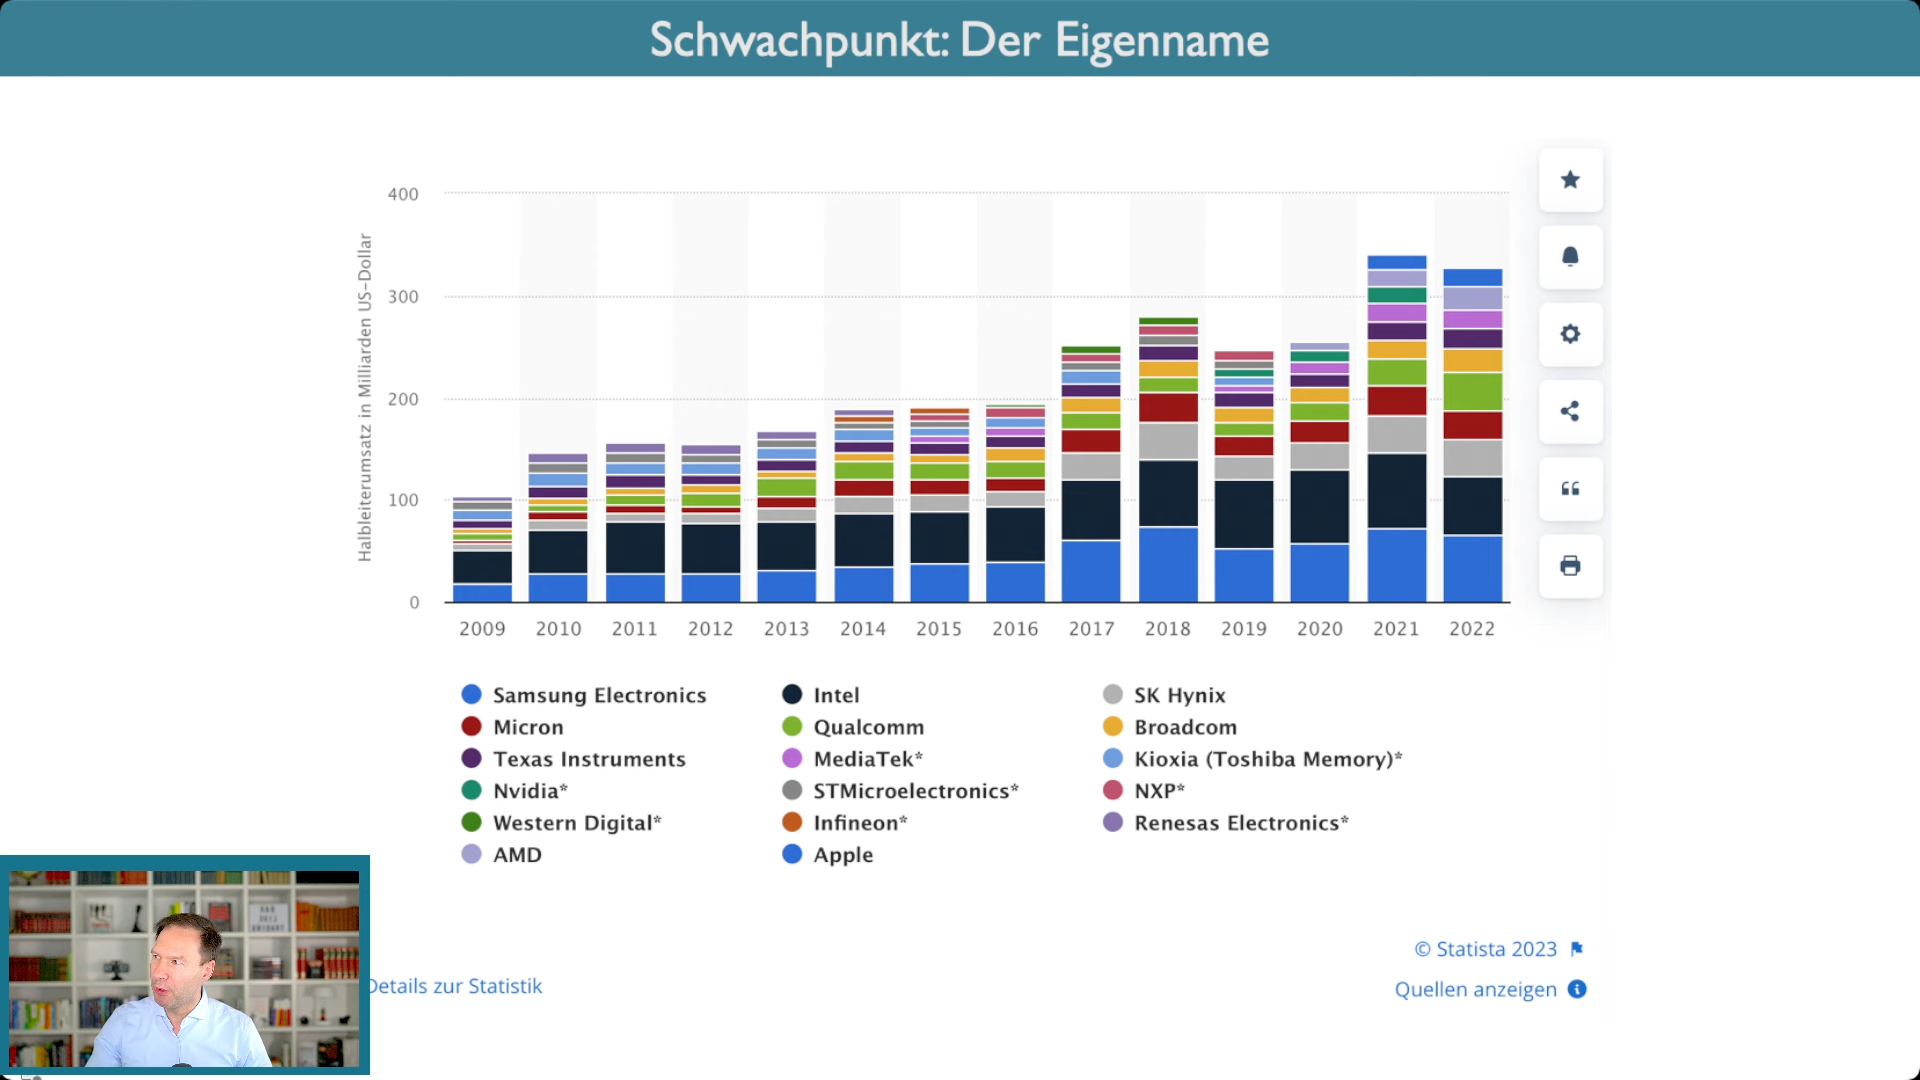 Schwachpunkt: Der Eigenname
Halbleiterumsatz in Milliarden US-Dollar
400
300
200
100
0
2009 2010 2011 2012 2013 2014 2015 2016 2017 2018 2019 2020 2021 2022
Samsung Electronics Intel SK Hynix
Micron Qualcomm Broadcom
Texas Instruments MediaTek* Kioxia (Toshiba Memory)*
Nvidia* STMicroelectronics* NXP*
Western Digital* Infineon* Renesas Electronics*
AMD Apple
© Statista 2023
Details zur Statistik
Quellen anzeigen